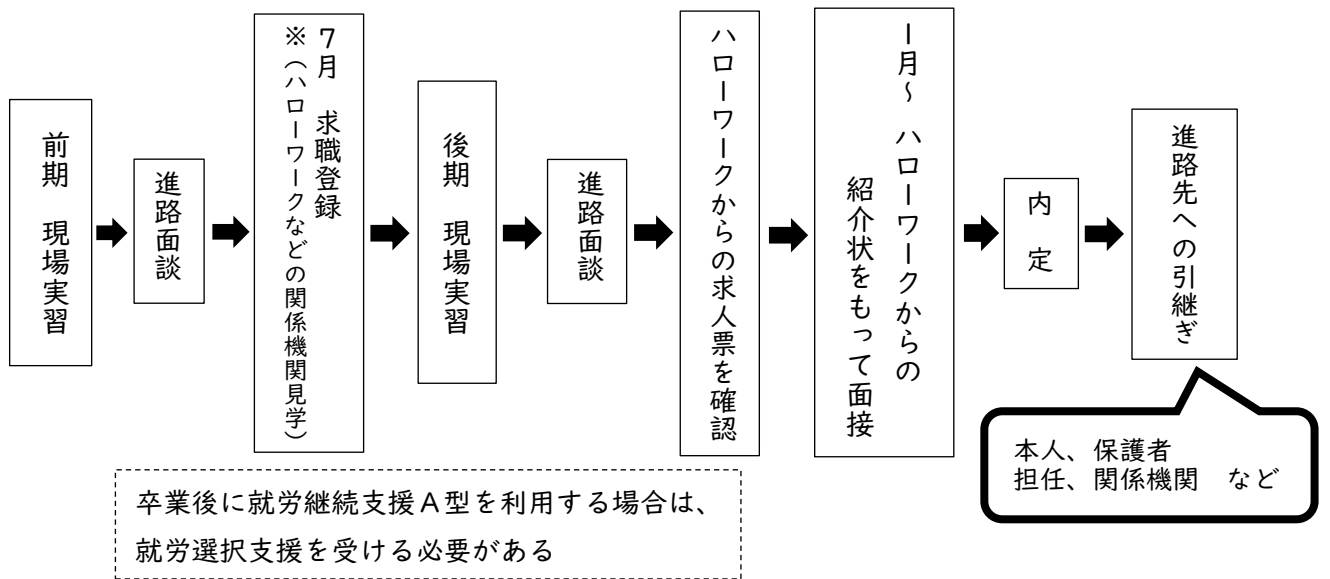 前期　現場実習
進路面談
７月　求職登録
※（ハローワークなどの関係機関見学）
後期　現場実習
進路面談
ハローワークからの求人票を確認
１月～　ハローワークからの
紹介状をもって面接
内　定
進路先への引継ぎ
本人、保護者
担任、関係機関　など
卒業後に就労継続支援Ａ型を利用する場合は、
就労選択支援を受ける必要がある